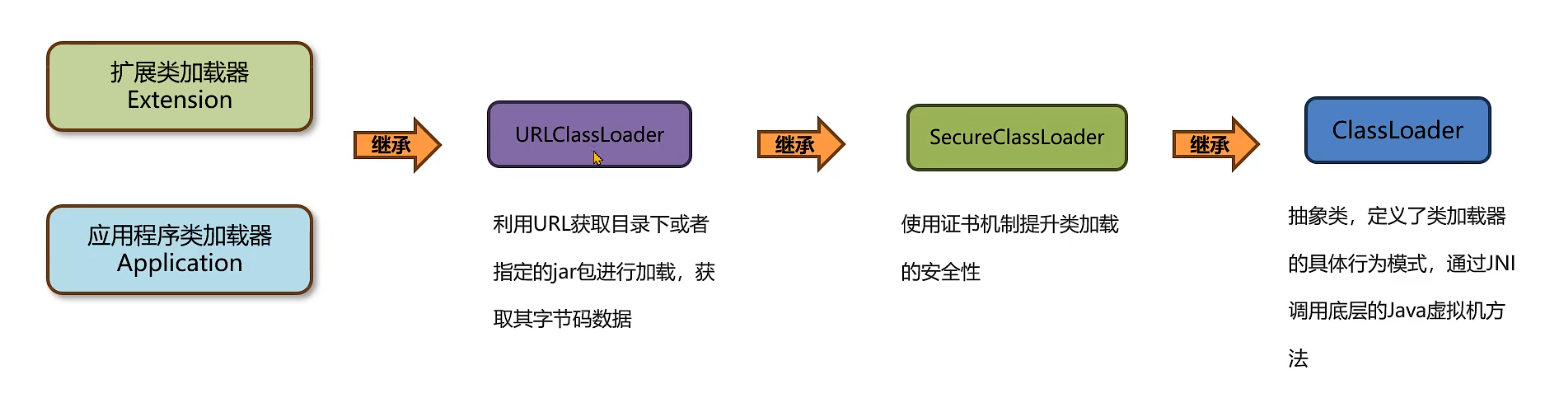 扩展类加载器
Extension
应用程序类加载器
Application
继承
URLClassLoader
利用URL获取目录下或者
指定的jar包进行加载，获
取其字节码数据
继承
SecureClassLoader
使用证书机制提升类加载
的安全性
继承
ClassLoader
抽象类，定义了类加载器
的具体行为模式，通过JNI
调用底层的Java虚拟机方
法